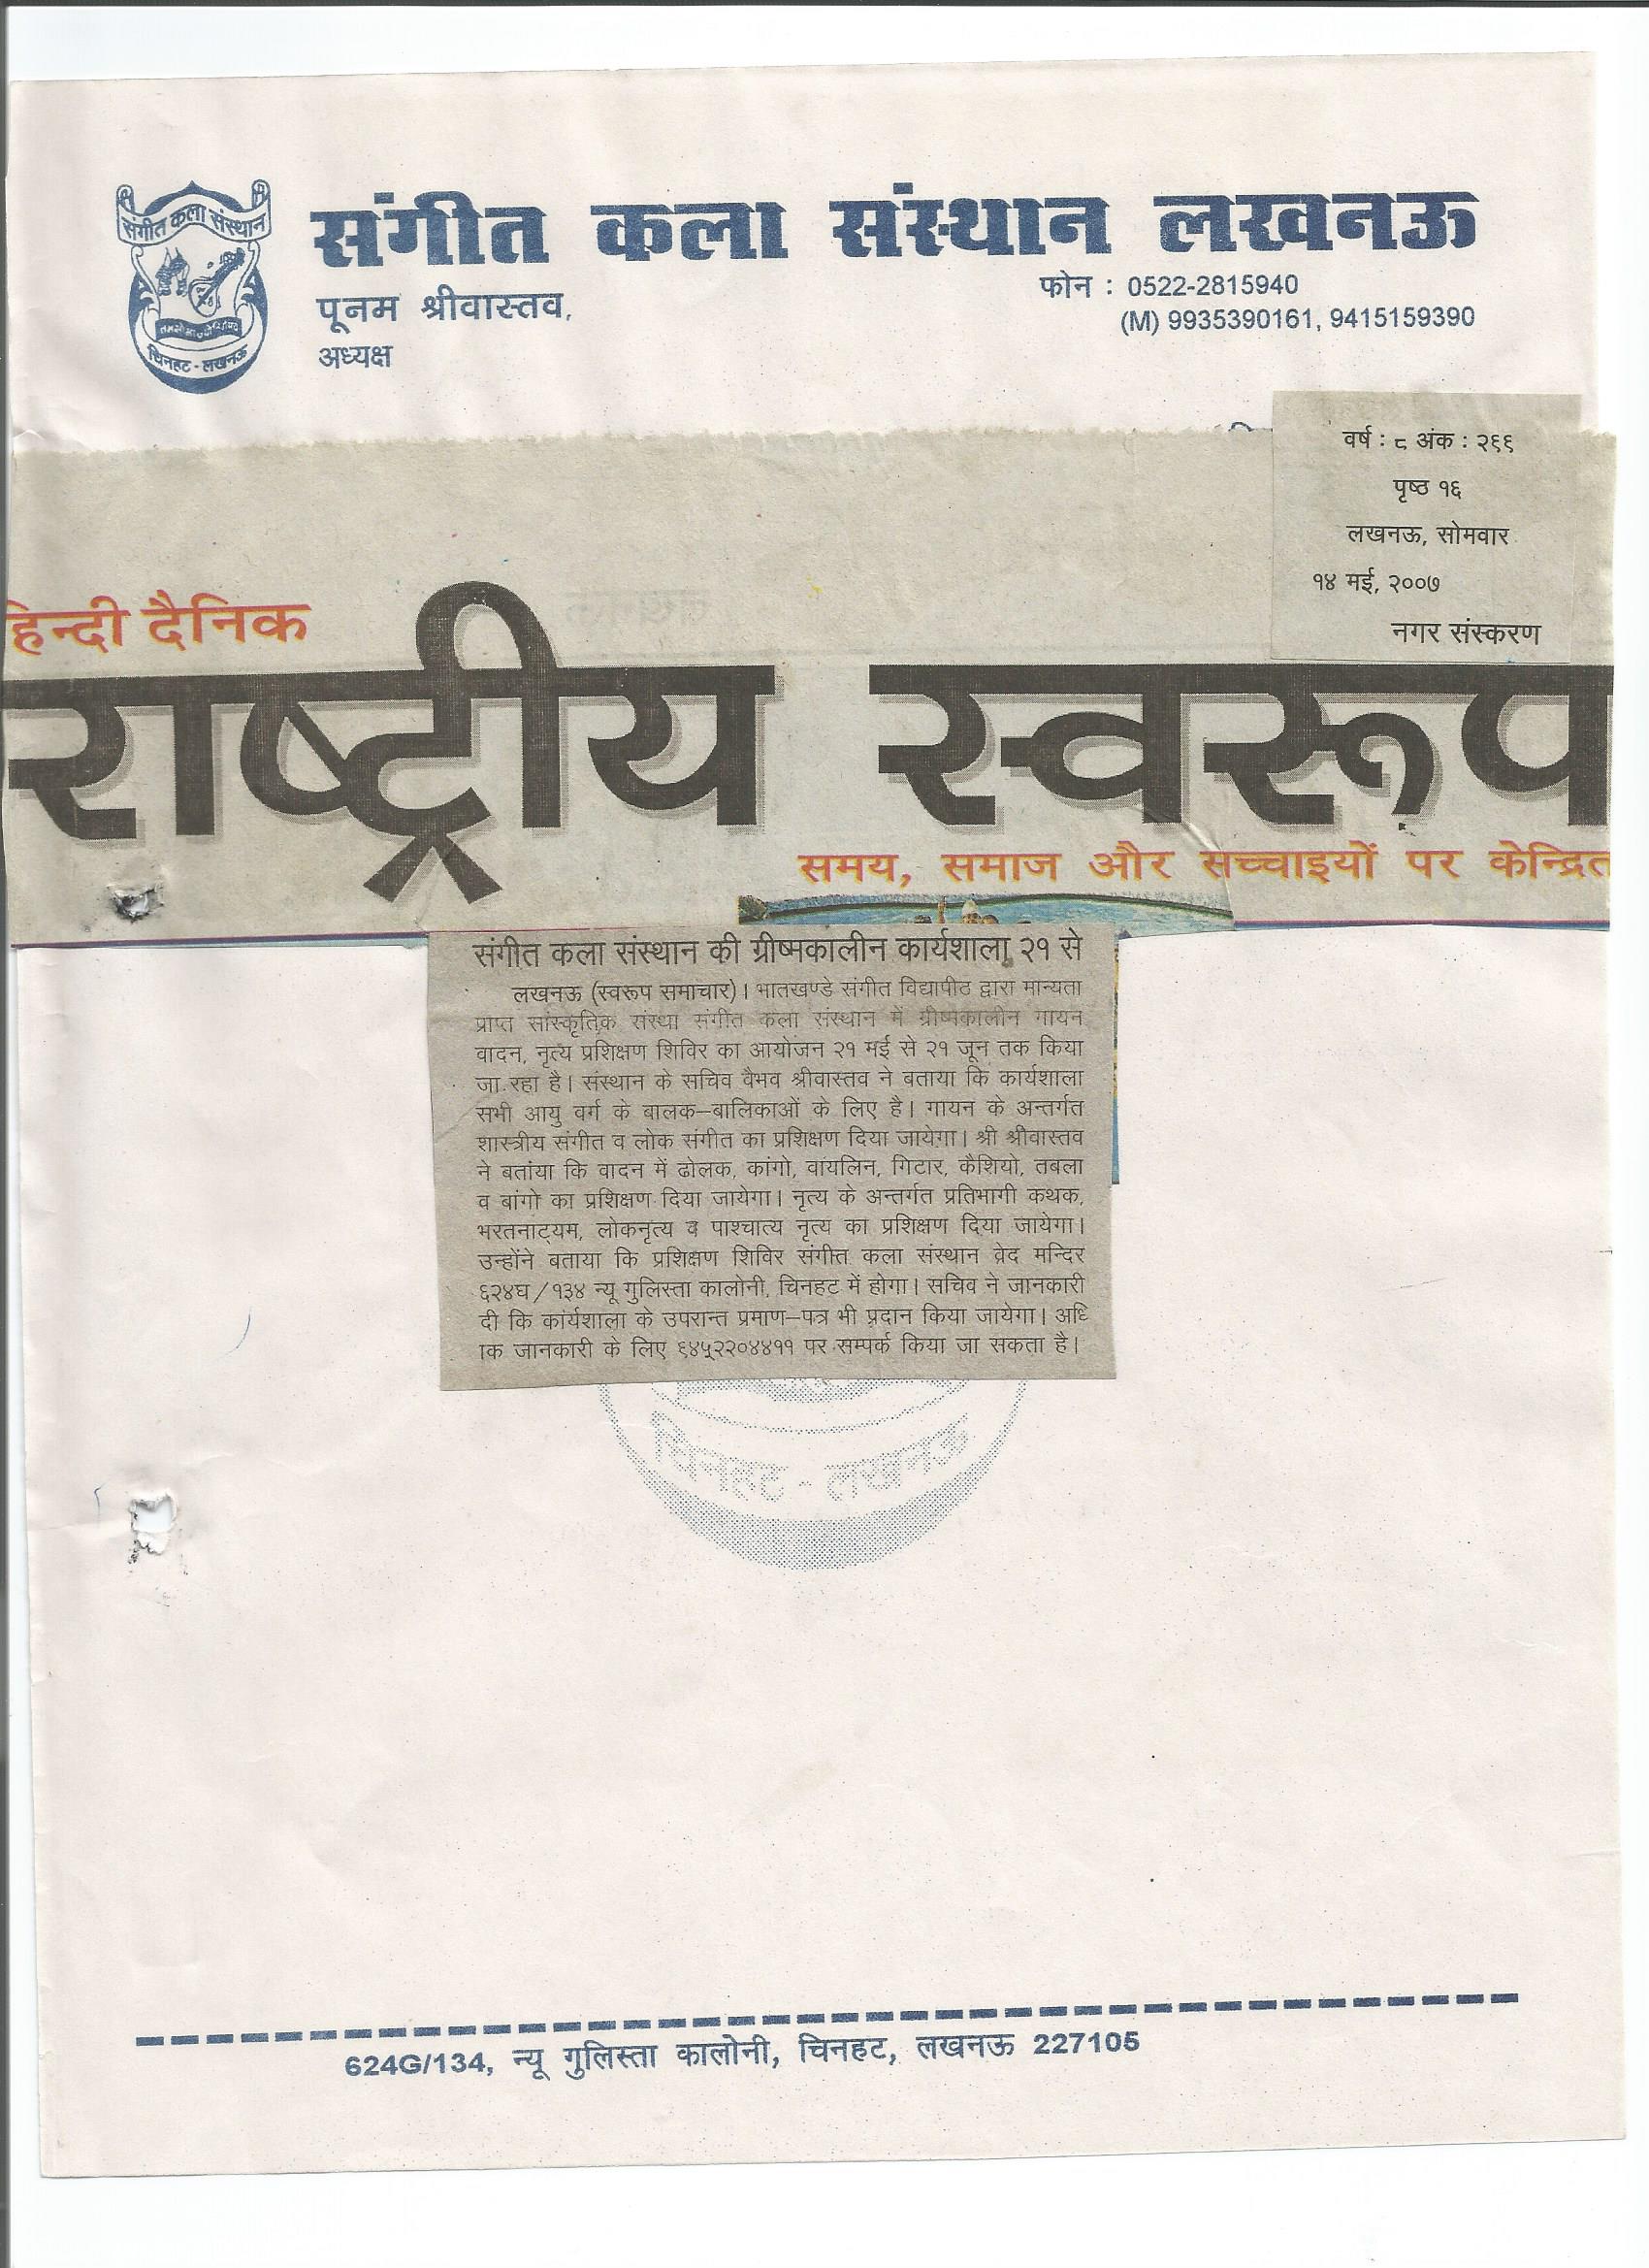 संगीत कला संस्थान
चिनहट - लखनऊ
संगीत कला संस्थान लखनऊ
पूनम श्रीवास्तव,
अध्यक्ष
फोन : 0522-2815940
(M) 9935390161, 9415159390
वर्ष : ८ अंक : २९९
पृष्ठ १६
लखनऊ, सोमवार
१४ मई, २००७
नगर संस्करण
हिन्दी दैनिक
राष्ट्रीय स्वरूप
समय, समाज और सच्चाइयों पर केन्द्रित
संगीत कला संस्थान की ग्रीष्मकालीन कार्यशाला २१ से
लखनऊ (स्वरूप समाचार)। भातखण्डे संगीत विद्यापीठ द्वारा मान्यता
प्राप्त सांस्कृतिक संस्था संगीत कला संस्थान में ग्रीष्मकालीन गायन
वादन, नृत्य प्रशिक्षण शिविर का आयोजन २१ मई से २१ जून तक किया
जा रहा है। संस्थान के सचिव वैभव श्रीवास्तव ने बताया कि कार्यशाला
सभी आयु वर्ग के बालक–बालिकाओं के लिए है। गायन के अन्तर्गत
शास्त्रीय संगीत व लोक संगीत का प्रशिक्षण दिया जायेगा। श्री श्रीवास्तव
ने बताया कि वादन में ढोलक, कांगो, वायलिन, गिटार, कैशियो, तबला
व बांगो का प्रशिक्षण दिया जायेगा। नृत्य के अन्तर्गत प्रतिभागी कथक,
भरतनाट्यम, लोकनृत्य व पाश्चात्य नृत्य का प्रशिक्षण दिया जायेगा।
उन्होंने बताया कि प्रशिक्षण शिविर संगीत कला संस्थान वेद मन्दिर
६२४घ/१३४ न्यू गुलिस्ता कालोनी, चिनहट में होगा। सचिव ने जानकारी
दी कि कार्यशाला के उपरान्त प्रमाण–पत्र भी प्रदान किया जायेगा। अधि
ाक जानकारी के लिए ९४५२२०४४११ पर सम्पर्क किया जा सकता है।
चिनहट - लखनऊ
624G/134, न्यू गुलिस्ता कालोनी, चिनहट, लखनऊ 227105